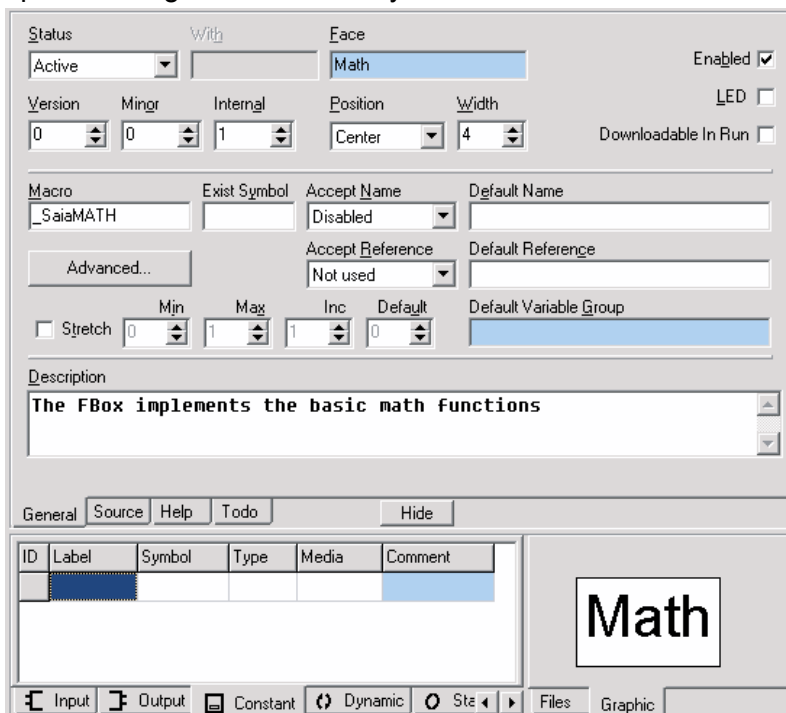 Status With Face
Active Math Enabled
Version Minor Internal Position Width LED
0 0 1 Center 4 Downloadable In Run
Macro Exist Symbol Accept Name Default Name
_SaiaMATH Disabled
Advanced... Accept Reference Default Reference
Not used
Min Max Inc Default Default Variable Group
Stretch 0 1 1 0
Description
The FBox implements the basic math functions
General Source Help Todo Hide
ID Label Symbol Type Media Comment
Math
Input Output Constant Dynamic Sta Files Graphic